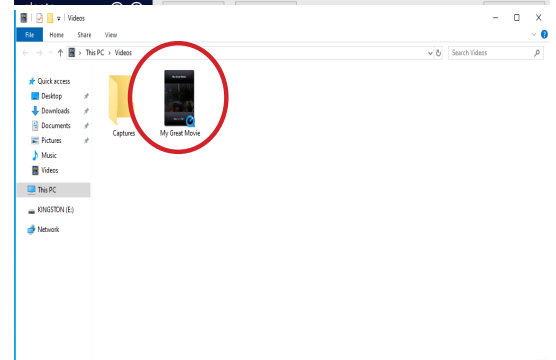 Videos
File Home Share View
This PC > Videos
Search Videos
Quick access
Desktop
Downloads
Documents
Pictures
Music
Videos
This PC
KINGSTON (E:)
Network
Captures
My Great Movie